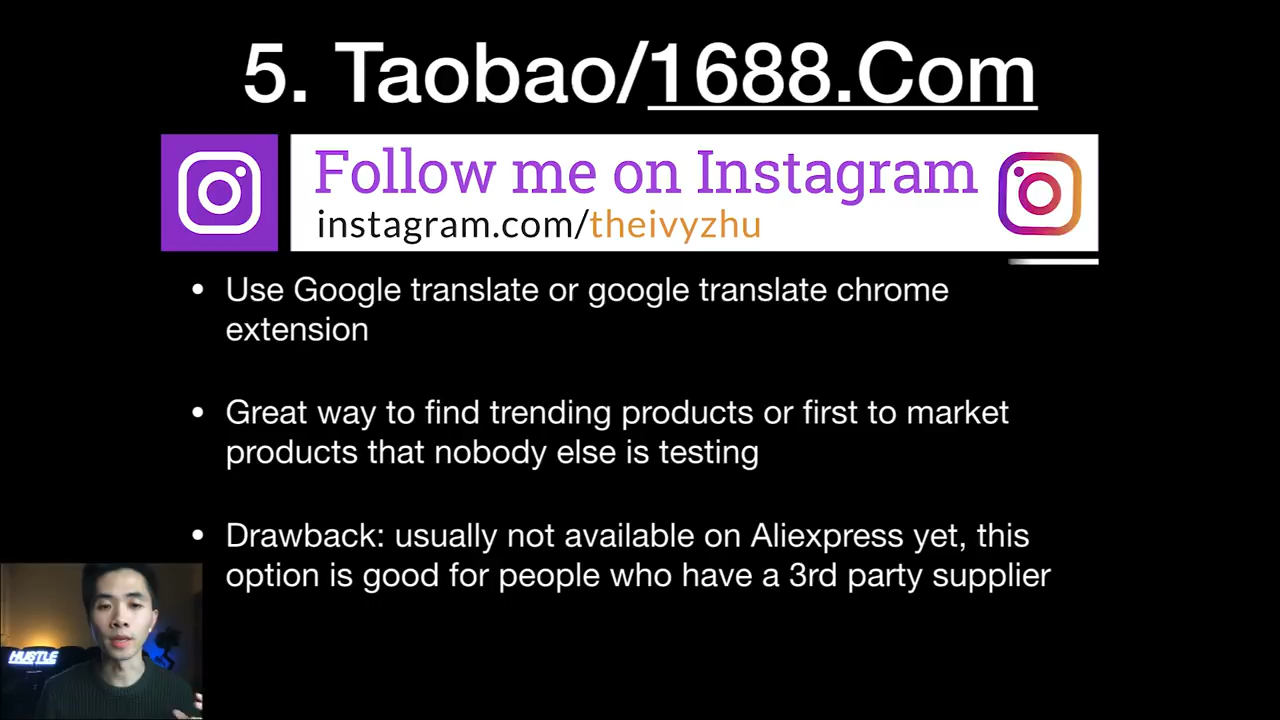 5. Taobao/1688.Com
Follow me on Instagram
instagram.com/theivyzhu
• Use Google translate or google translate chrome
extension
• Great way to find trending products or first to market
products that nobody else is testing
• Drawback: usually not available on Aliexpress yet, this
option is good for people who have a 3rd party supplier
HUSTLE